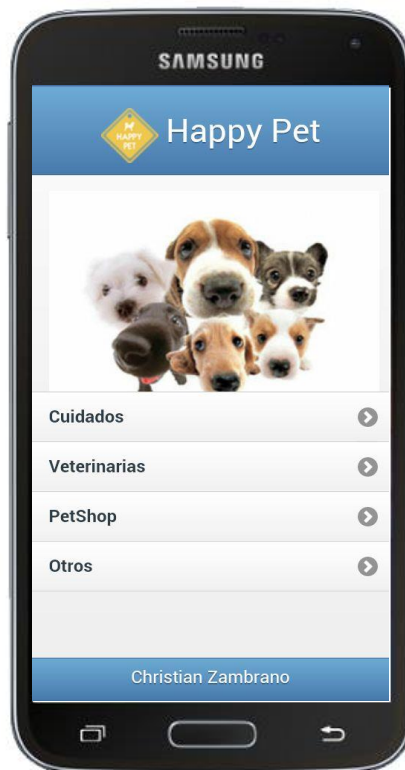 SAMSUNG
HAPPY
PET
Happy Pet
Cuidados
Veterinarias
PetShop
Otros
Christian Zambrano